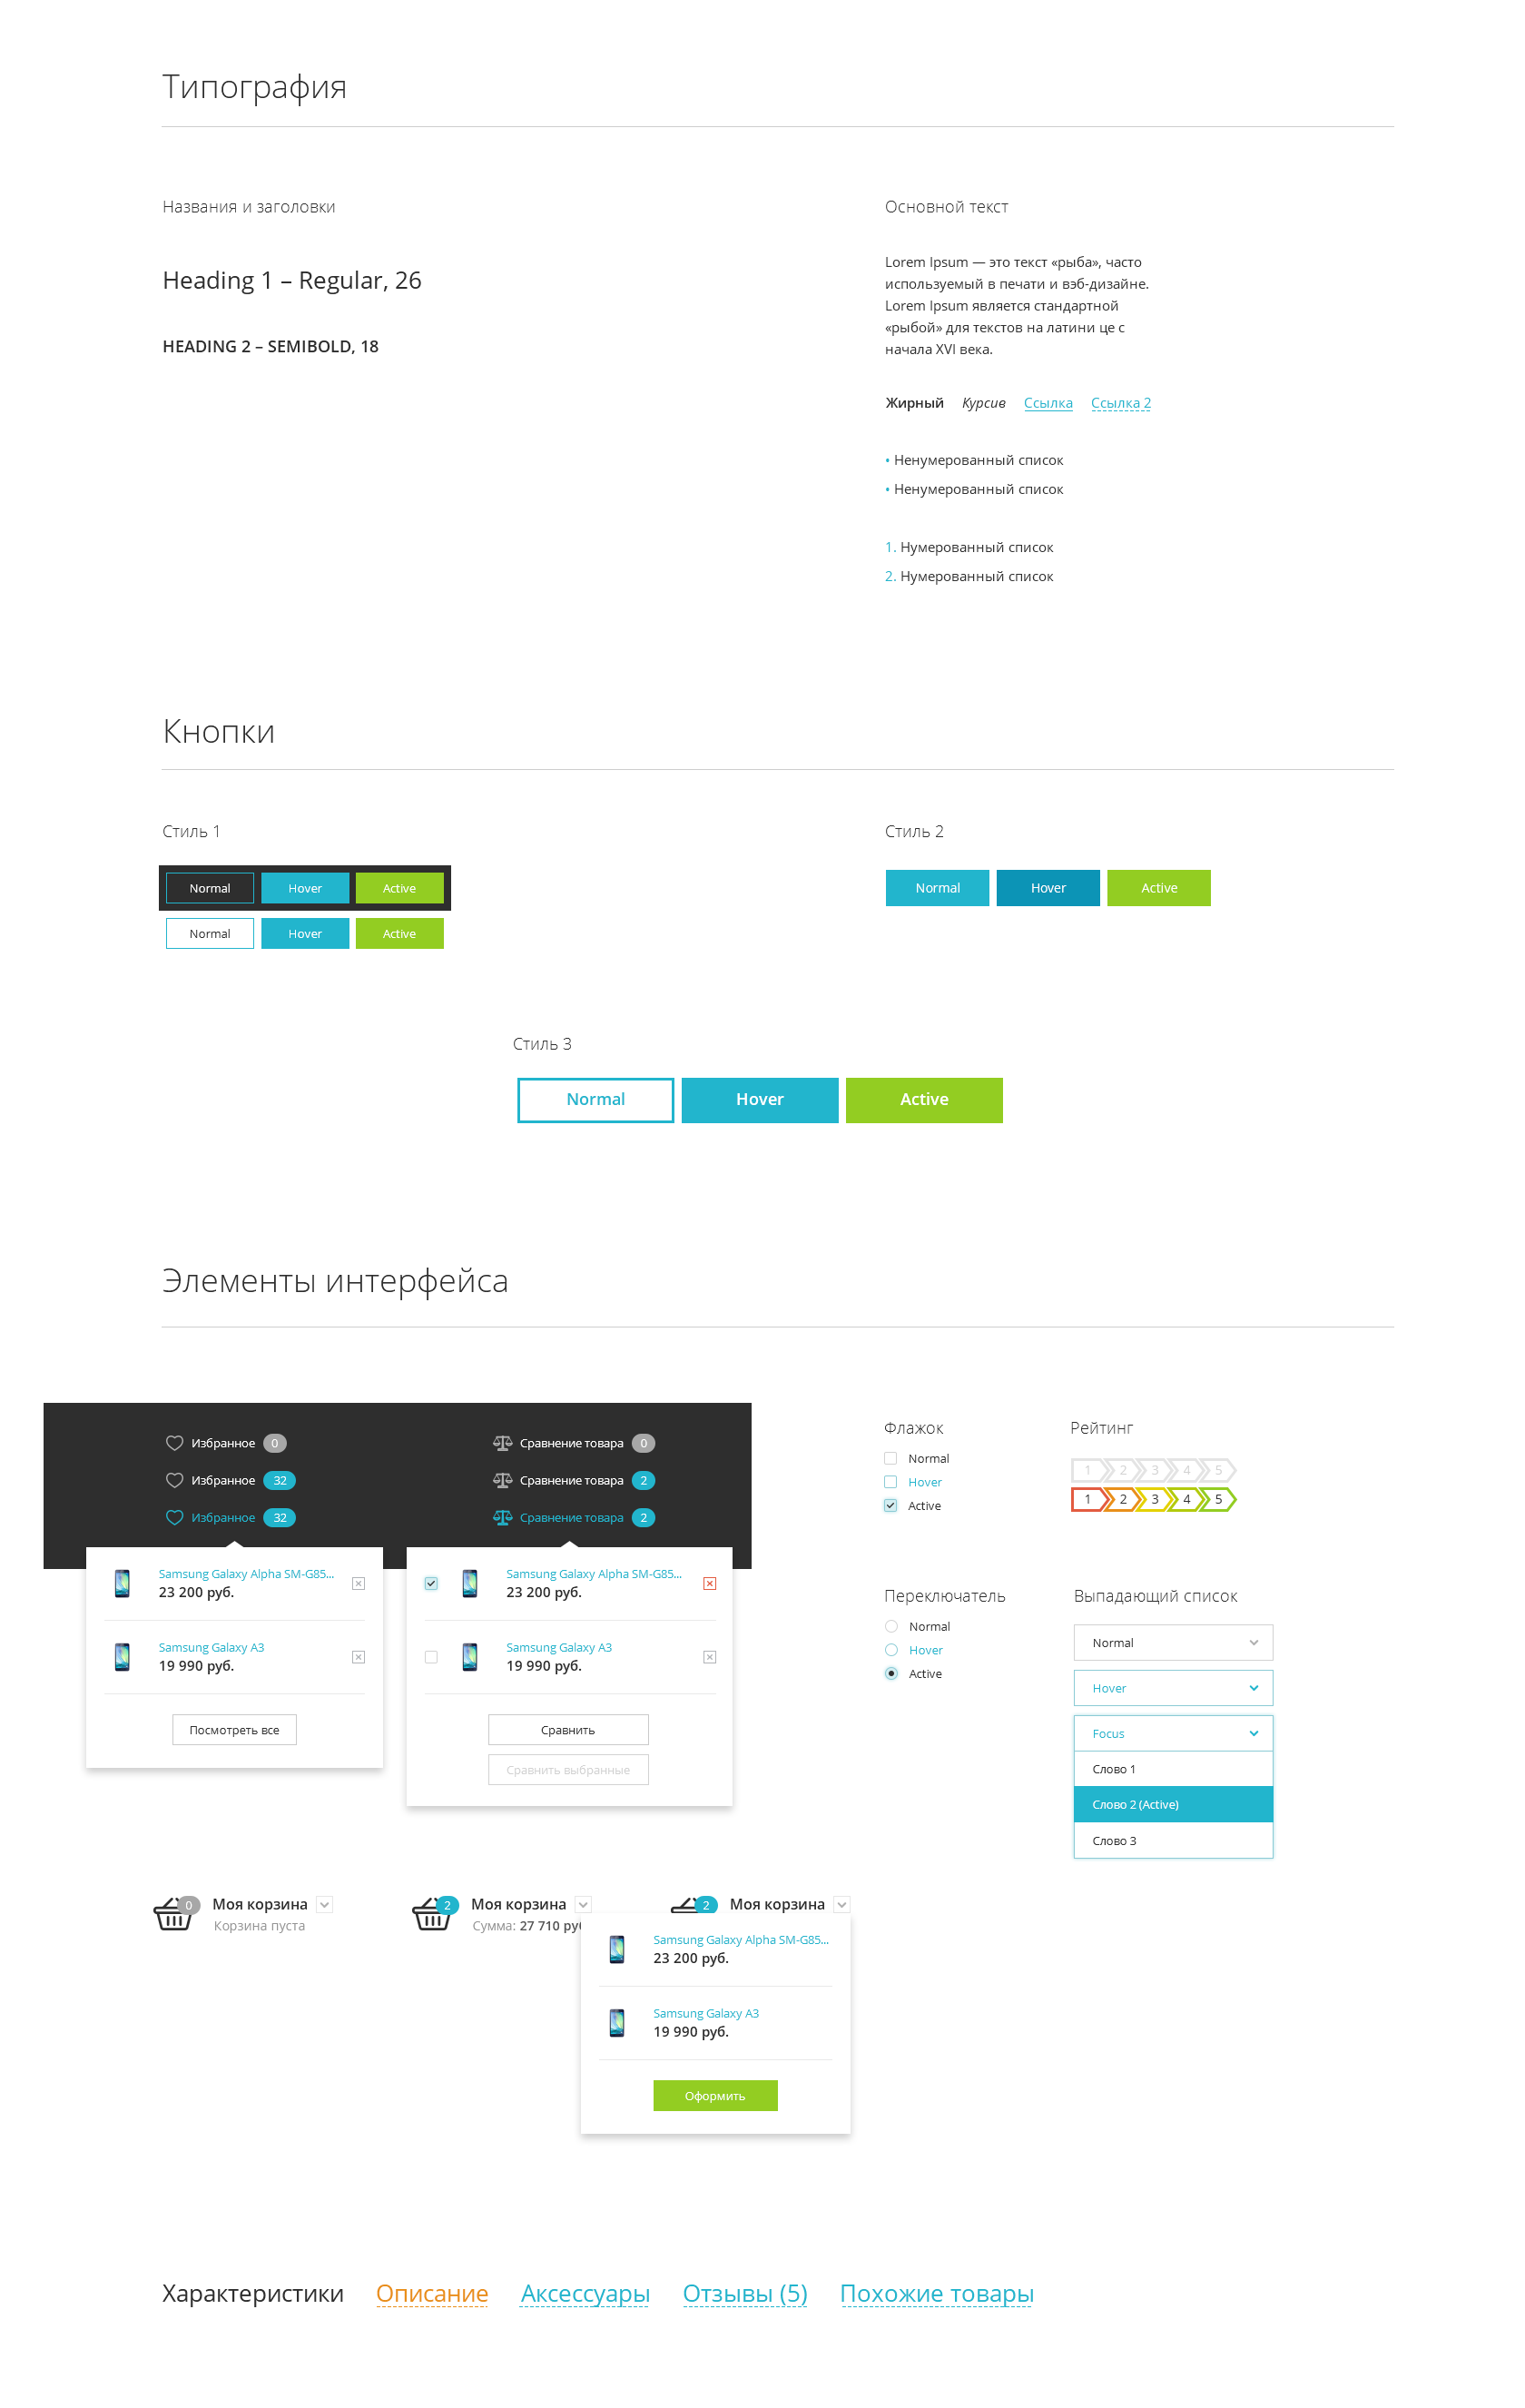 Типография
Названия и заголовки
Heading 1 – Regular, 26
HEADING 2 – SEMIBOLD, 18
Основной текст
Lorem Ipsum — это текст «рыба», часто
используемый в печати и вэб-дизайне.
Lorem Ipsum является стандартной
«рыбой» для текстов на латини це с
начала XVI века.
Жирный Курсив Ссылка Ссылка 2
• Ненумерованный список
• Ненумерованный список
1. Нумерованный список
2. Нумерованный список
Кнопки
Стиль 1
Normal Hover Active
Normal Hover Active
Стиль 2
Normal Hover Active
Стиль 3
Normal Hover Active
Элементы интерфейса
Избранное 0
Избранное 32
Избранное 32
Samsung Galaxy Alpha SM-G85...
23 200 руб.
Samsung Galaxy A3
19 990 руб.
Посмотреть все
Сравнение товара 0
Сравнение товара 2
Сравнение товара 2
Samsung Galaxy Alpha SM-G85...
23 200 руб.
Samsung Galaxy A3
19 990 руб.
Сравнить
Сравнить выбранные
Флажок
Normal
Hover
Active
Рейтинг
1 2 3 4 5
1 2 3 4 5
Переключатель
Normal
Hover
Active
Выпадающий список
Normal
Hover
Focus
Слово 1
Слово 2 (Active)
Слово 3
0 Моя корзина
Корзина пуста
2 Моя корзина
Сумма: 27 710 руб
2 Моя корзина
Samsung Galaxy Alpha SM-G85...
23 200 руб.
Samsung Galaxy A3
19 990 руб.
Оформить
Характеристики Описание Аксессуары Отзывы (5) Похожие товары